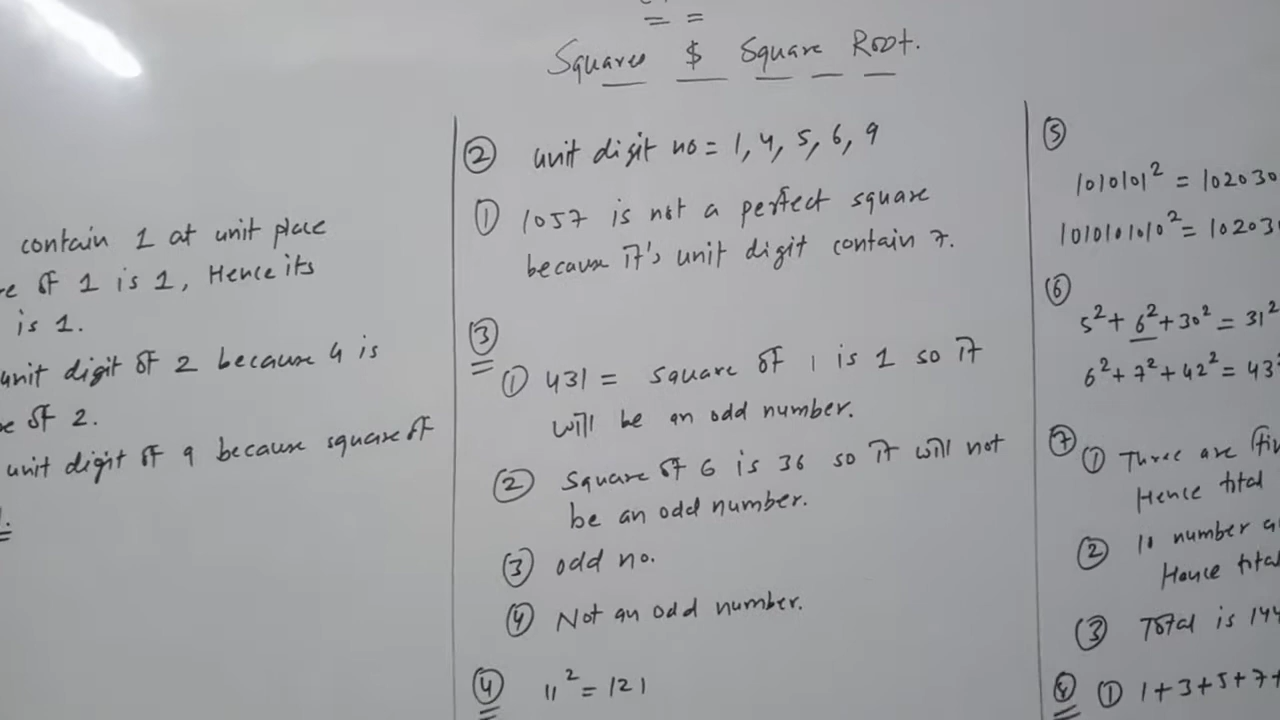 Squares $ Square Root.
contain 1 at unit place
re of 1 is 1, Hence its
is 1.
unit digit of 2 because 4 is
of 2.
unit digit of 9 because square of
② unit digit no = 1, 4, 5, 6, 9
① 1057 is not a perfect square
because it's unit digit contain 7.
③
① 431 = square of 1 is 1 so it
will be an odd number.
② Square of 6 is 36 so it will not
be an odd number.
③ odd no.
④ Not an odd number.
④ 11² = 121
⑤
1010101² = 102030
101010101² = 10203
⑥
5² + 6² + 30² = 31²
6² + 7² + 42² = 43²
⑦ ① Three are
Hence total
② 10 number
Hence total
③ Total is 144
⑧ ① 1+3+5+7+